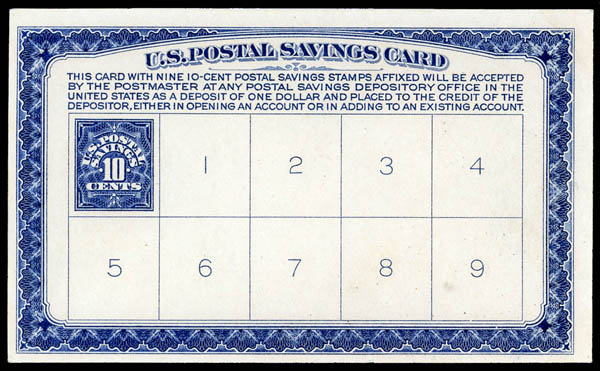 U.S. POSTAL SAVINGS CARD
THIS CARD WITH NINE 10-CENT POSTAL SAVINGS STAMPS AFFIXED WILL BE ACCEPTED
BY THE POSTMASTER AT ANY POSTAL SAVINGS DEPOSITORY OFFICE IN THE
UNITED STATES AS A DEPOSIT OF ONE DOLLAR AND PLACED TO THE CREDIT OF THE
DEPOSITOR, EITHER IN OPENING AN ACCOUNT OR IN ADDING TO AN EXISTING ACCOUNT.
U.S. POSTAL
SAVINGS
10
CENTS
1 2 3 4
5 6 7 8 9